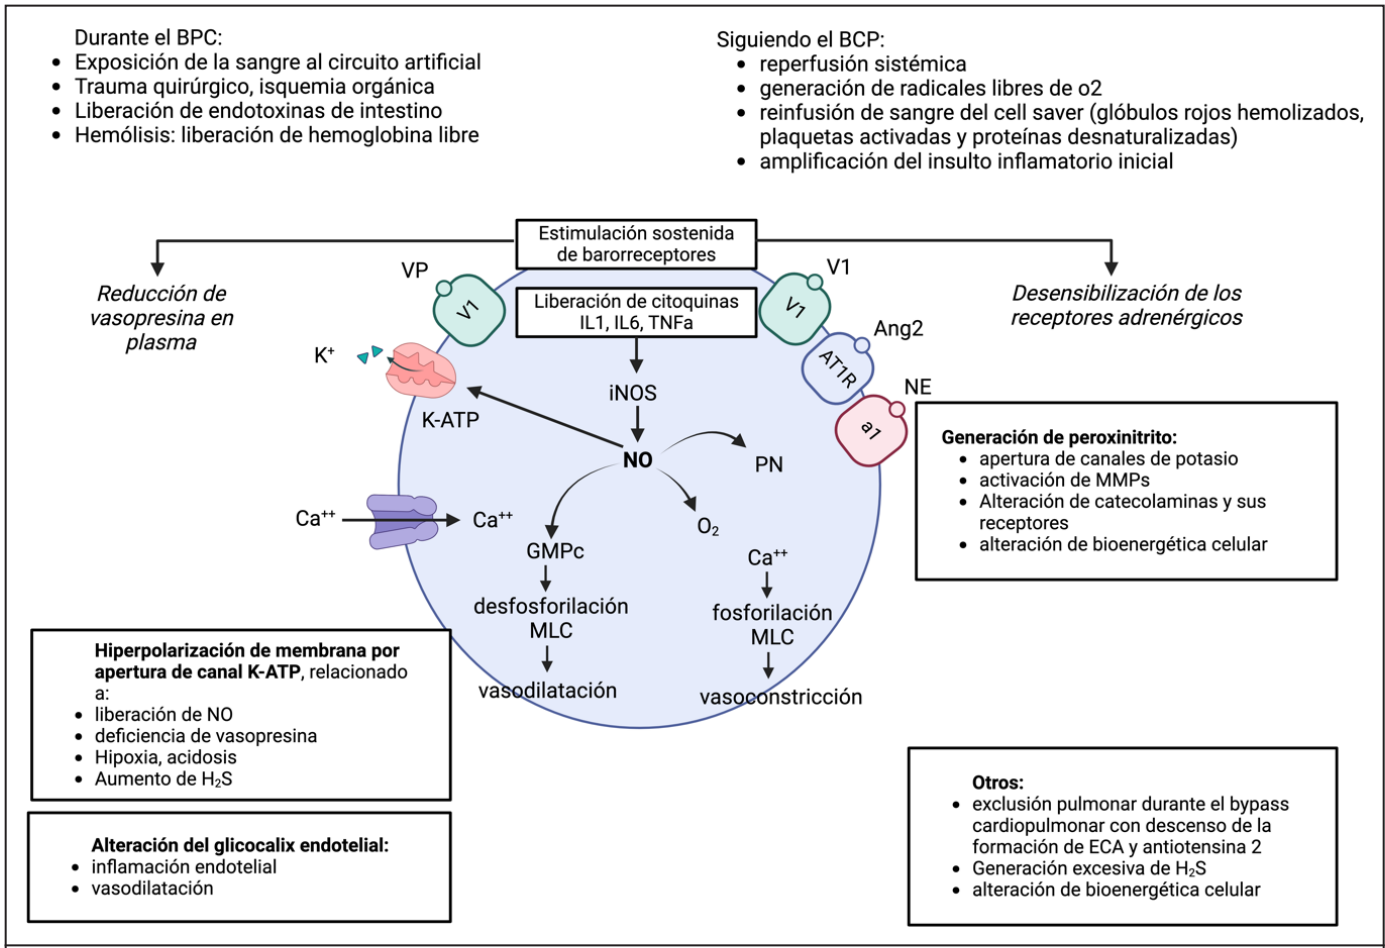 Durante el BPC:
• Exposición de la sangre al circuito artificial
• Trauma quirúrgico, isquemia orgánica
• Liberación de endotoxinas de intestino
• Hemólisis: liberación de hemoglobina libre
Siguiendo el BCP:
• reperfusión sistémica
• generación de radicales libres de o2
• reinfusión de sangre del cell saver (glóbulos rojos hemolizados,
plaquetas activadas y proteínas desnaturalizadas)
• amplificación del insulto inflamatorio inicial
Estimulación sostenida
de barorreceptores
Reducción de
vasopresina en
plasma
VP
V1
Liberación de citoquinas
IL1, IL6, TNFa
V1
V1
Desensibilización de los
receptores adrenérgicos
Ang2
AT1R
NE
a1
K⁺
K-ATP
iNOS
NO
PN
O₂
Ca⁺⁺
Ca⁺⁺
GMPc
desfosforilación
MLC
vasodilatación
Ca⁺⁺
fosforilación
MLC
vasoconstricción
Generación de peroxinitrito:
• apertura de canales de potasio
• activación de MMPs
• Alteración de catecolaminas y sus
receptores
• alteración de bioenergética celular
Hiperpolarización de membrana por
apertura de canal K-ATP, relacionado
a:
• liberación de NO
• deficiencia de vasopresina
• Hipoxia, acidosis
• Aumento de H₂S
Alteración del glicocalix endotelial:
• inflamación endotelial
• vasodilatación
Otros:
• exclusión pulmonar durante el bypass
cardiopulmonar con descenso de la
formación de ECA y antiotensina 2
• Generación excesiva de H₂S
• alteración de bioenergética celular